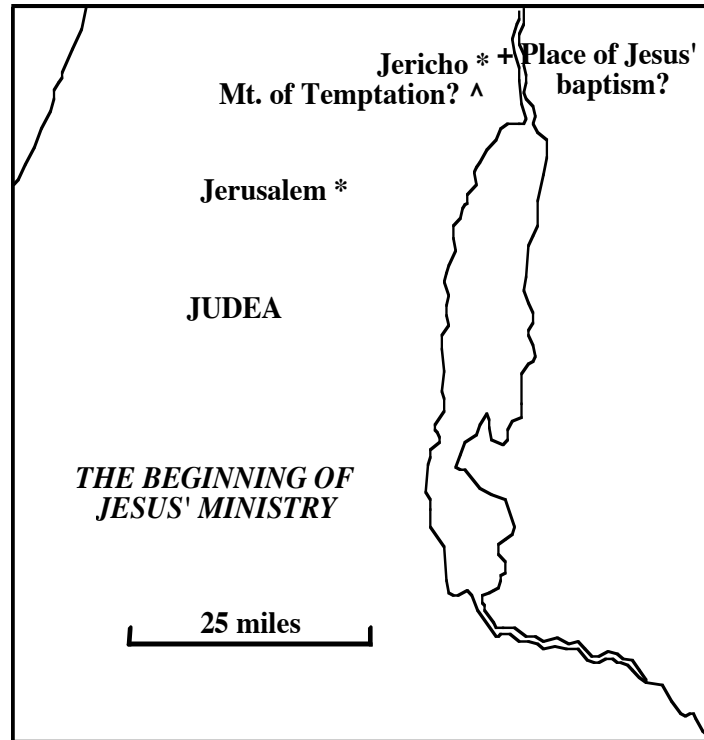 Jericho * + Place of Jesus'
Mt. of Temptation? ^ baptism?
Jerusalem *
JUDEA
THE BEGINNING OF
JESUS' MINISTRY
25 miles